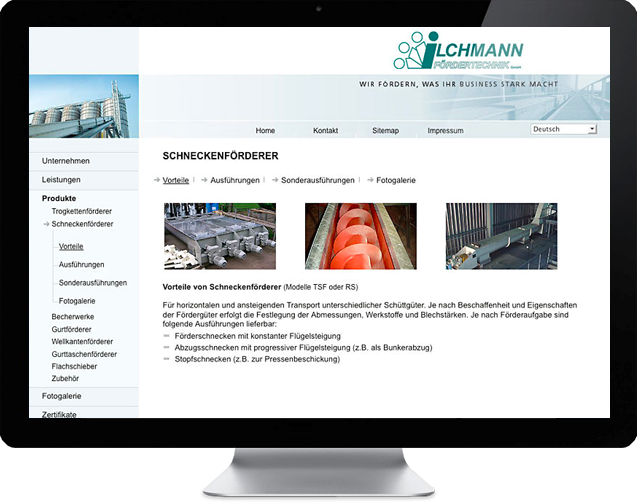 ILCHMANN
FÖRDERTECHNIK
WIR FÖRDERN, WAS IHR BUSINESS STARK MACHT
Home Kontakt Sitemap Impressum Deutsch
Unternehmen
Leistungen
Produkte
Trogkettenförderer
Schneckenförderer
Vorteile
Ausführungen
Sonderausführungen
Fotogalerie
Becherwerke
Gurtförderer
Wellkantenförderer
Gurttaschenförderer
Flachschieber
Zubehör
Fotogalerie
Zertifikate
SCHNECKENFÖRDERER
Vorteile Ausführungen Sonderausführungen Fotogalerie
Vorteile von Schneckenförderer (Modelle TSF oder RS)
Für horizontalen und ansteigenden Transport unterschiedlicher Schüttgüter. Je nach Beschaffenheit und Eigenschaften
der Fördergüter erfolgt die Festlegung der Abmessungen, Werkstoffe und Blechstärken. Je nach Förderaufgabe sind
folgende Ausführungen lieferbar:
Förderschnecken mit konstanter Flügelsteigung
Abzugsschnecken mit progressiver Flügelsteigung (z.B. als Bunkerabzug)
Stopfschnecken (z.B. zur Pressenbeschickung)